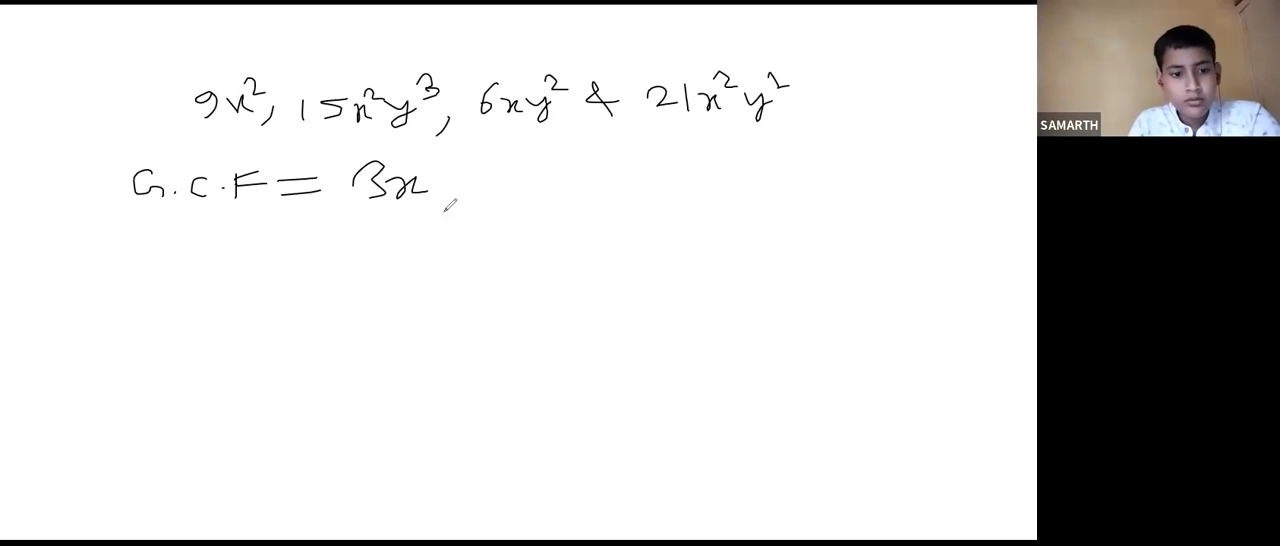 9x², 15x²y³, 6xy² & 21x²y²
G.C.F = 3x
SAMARTH